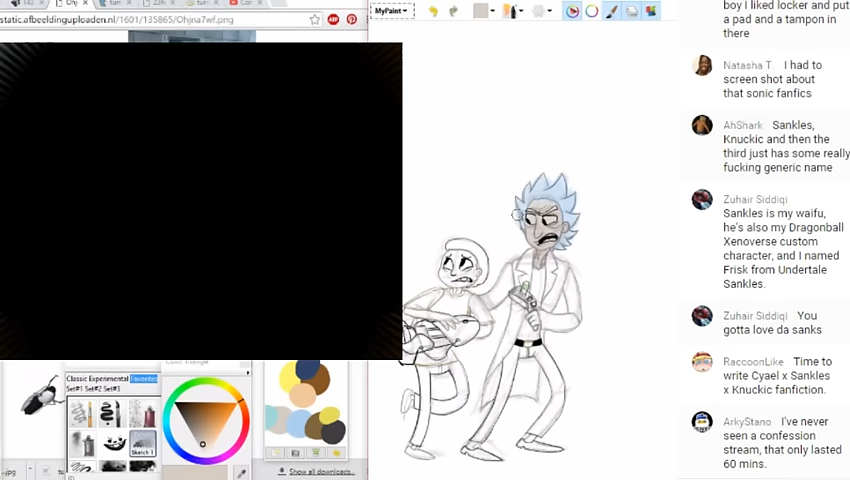 static.afbeeldinguploaden.nl/1601/135865/Ohjna7wf.png
ABP
MyPaint
boy I liked locker and put
a pad and a tampon in
there
Natasha T. I had to
screen shot about
that sonic fanfics
AhShark Sankles,
Knuckic and then the
third just has some really
fucking generic name
Zuhair Siddiqi
Sankles is my waifu,
he's also my Dragonball
Xenoverse custom
character, and I named
Frisk from Undertale
Sankles.
Zuhair Siddiqi You
gotta love da sanks
RaccoonLike Time to
write Cyael x Sankles
x Knuckic fanfiction.
ArkyStano I've never
seen a confession
stream, that only lasted
60 mins.
Classic Experimental Favorites
Set#1 Set#2 Set#3
Sketch 1
.jpg
Show all downloads...